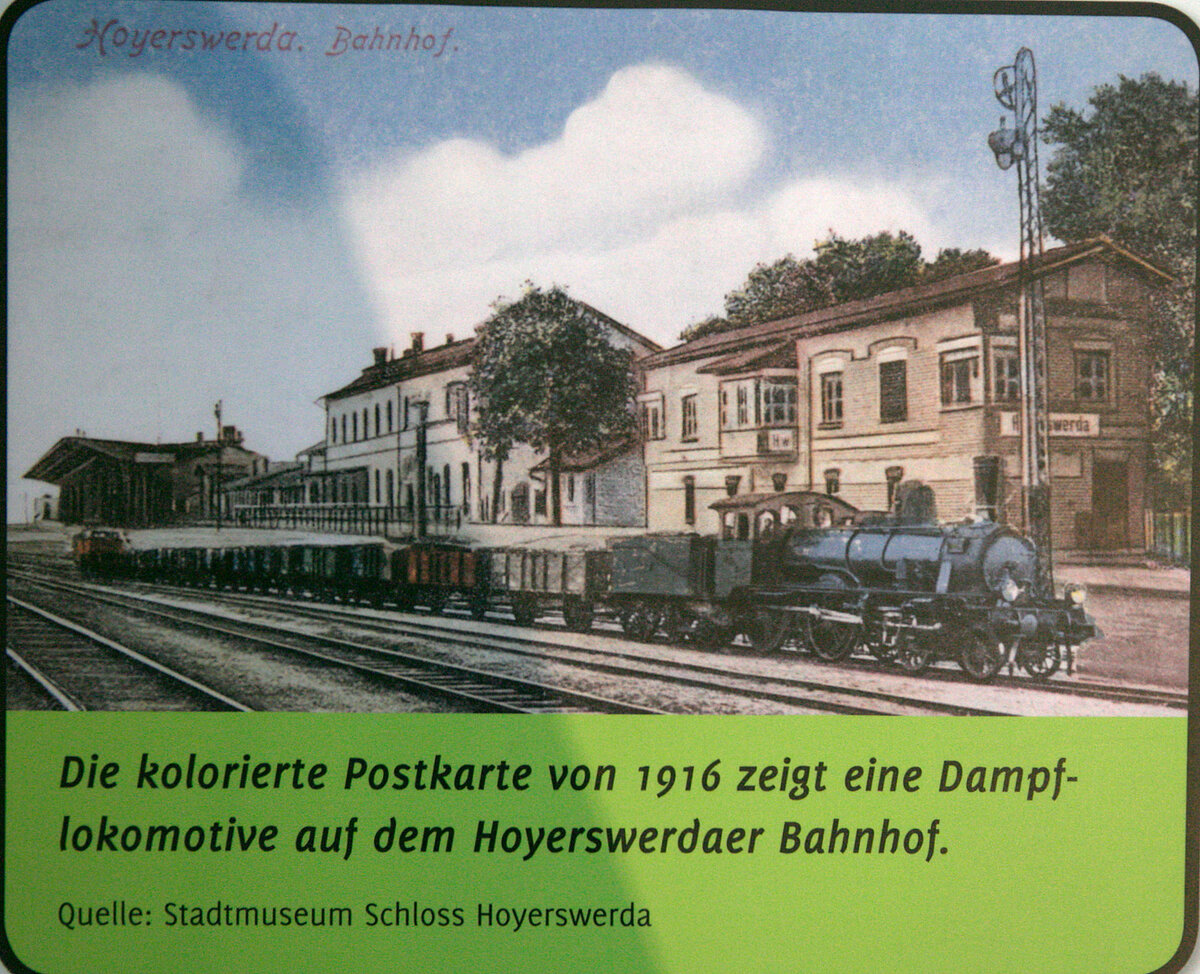 Hoyerswerda. Bahnhof.
Hw
Die kolorierte Postkarte von 1916 zeigt eine Dampf-
lokomotive auf dem Hoyerswerdaer Bahnhof.
Quelle: Stadtmuseum Schloss Hoyerswerda